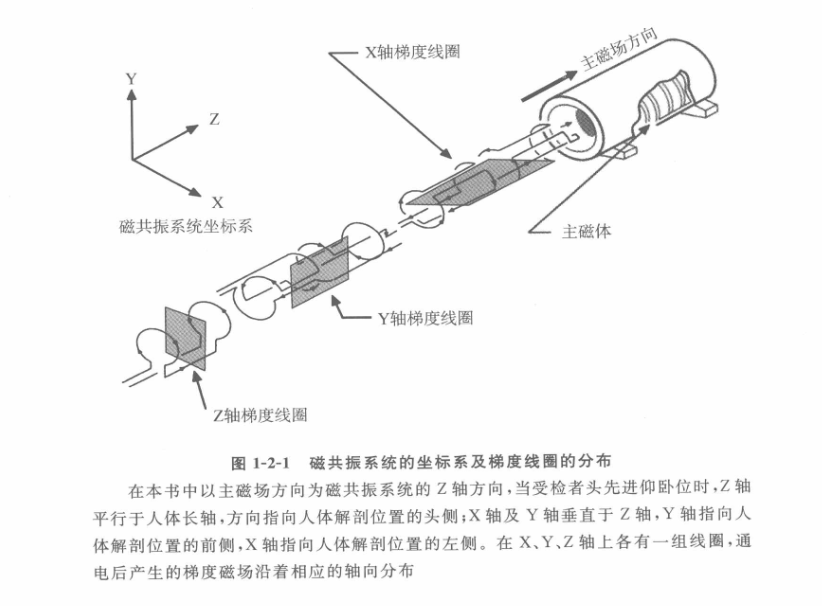 X轴梯度线圈
主磁场方向
Y
Z
X
磁共振系统坐标系
主磁体
Y轴梯度线圈
Z轴梯度线圈
图 1-2-1 磁共振系统的坐标系及梯度线圈的分布
在本书中以主磁场方向为磁共振系统的 Z 轴方向,当受检者头先进仰卧位时,Z 轴
平行于人体长轴,方向指向人体解剖位置的头侧;X 轴及 Y 轴垂直于 Z 轴,Y 轴指向人
体解剖位置的前侧,X 轴指向人体解剖位置的左侧。在 X、Y、Z 轴上各有一组线圈,通
电后产生的梯度磁场沿着相应的轴向分布